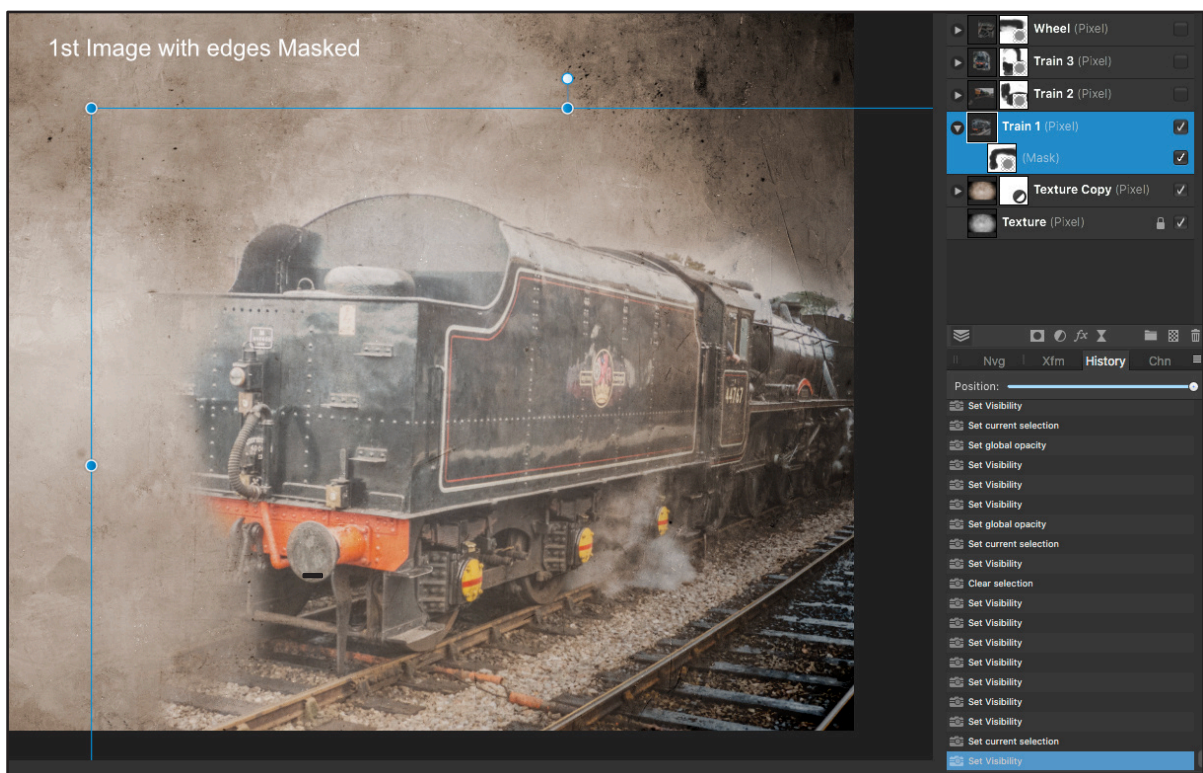 1st Image with edges Masked
44767
Wheel (Pixel)
Train 3 (Pixel)
Train 2 (Pixel)
Train 1 (Pixel)
(Mask)
Texture Copy (Pixel)
Texture (Pixel)
fx
Nvg Xfm History Chn
Position:
Set Visibility
Set current selection
Set global opacity
Set Visibility
Set Visibility
Set Visibility
Set global opacity
Set current selection
Set Visibility
Clear selection
Set Visibility
Set Visibility
Set Visibility
Set Visibility
Set Visibility
Set Visibility
Set Visibility
Set current selection
Set Visibility